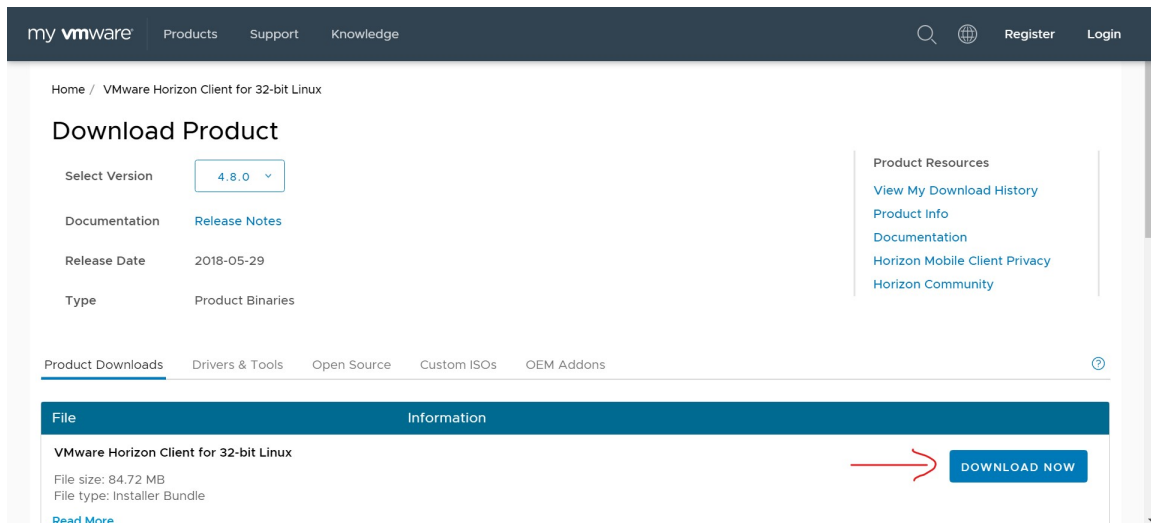 my vmware Products Support Knowledge Register Login
Home / VMware Horizon Client for 32-bit Linux
Download Product
Select Version 4.8.0
Documentation Release Notes
Release Date 2018-05-29
Type Product Binaries
Product Resources
View My Download History
Product Info
Documentation
Horizon Mobile Client Privacy
Horizon Community
Product Downloads Drivers & Tools Open Source Custom ISOs OEM Addons
File Information
VMware Horizon Client for 32-bit Linux
File size: 84.72 MB
File type: Installer Bundle
DOWNLOAD NOW
Read More